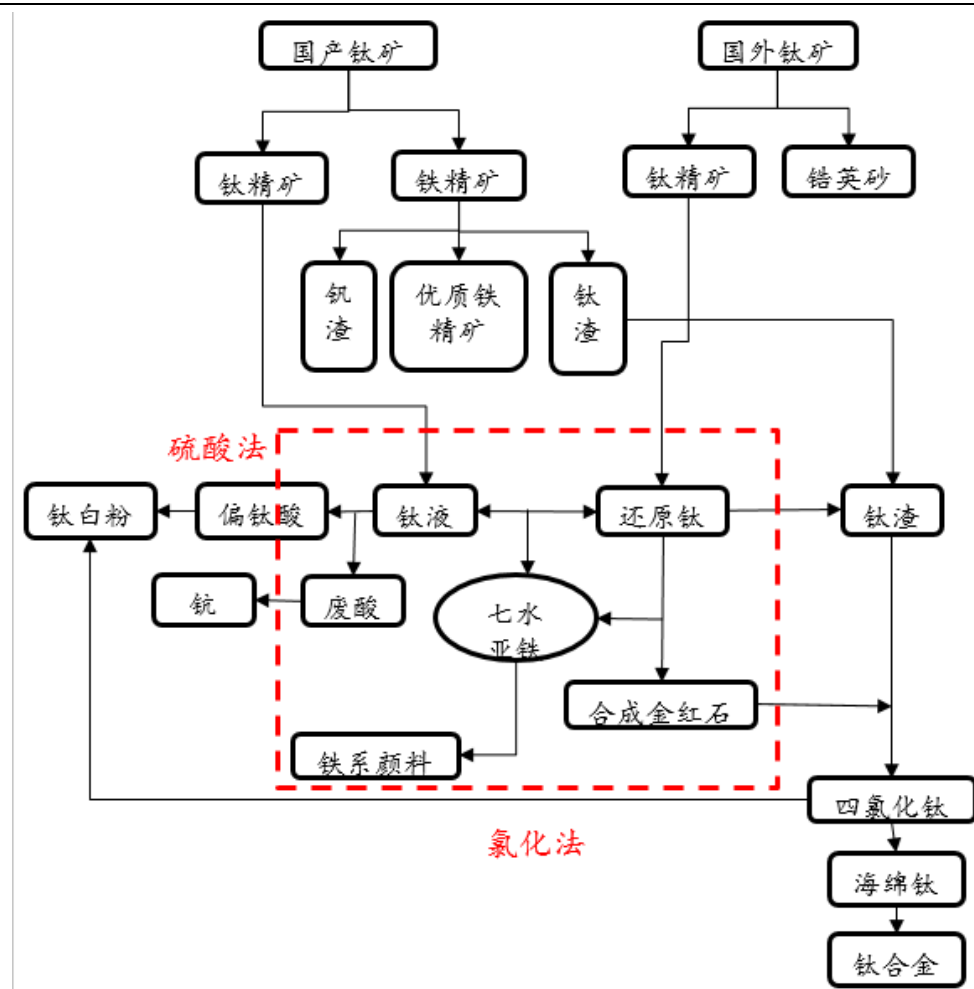 国产钛矿
国外钛矿
钛精矿
铁精矿
钛精矿
锆英砂
钒
渣
优质铁
精矿
钛
渣
硫酸法
钛白粉
偏钛酸
钛液
还原钛
钛渣
钪
废酸
七水
亚铁
合成金红石
铁系颜料
四氯化钛
氯化法
海绵钛
钛合金